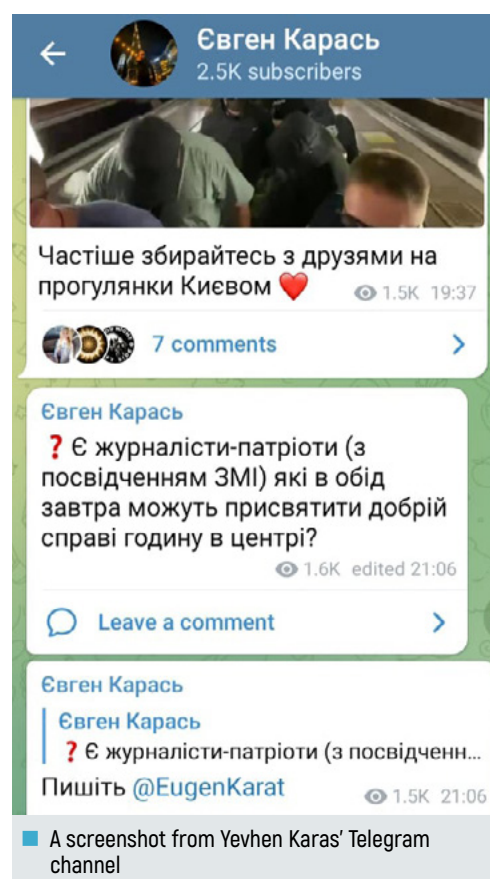 Євген Карась
2.5K subscribers
Частіше збирайтесь з друзями на
прогулянки Києвом ❤️ 1.5K 19:37
7 comments
Євген Карась
❓ Є журналісти-патріоти (з
посвідченням ЗМІ) які в обід
завтра можуть присвятити добрій
справі годину в центрі?
1.6K edited 21:06
Leave a comment
Євген Карась
Євген Карась
❓ Є журналісти-патріоти (з посвідченн...
Пишіть @EugenKarat 1.5K 21:06
A screenshot from Yevhen Karas' Telegram
channel